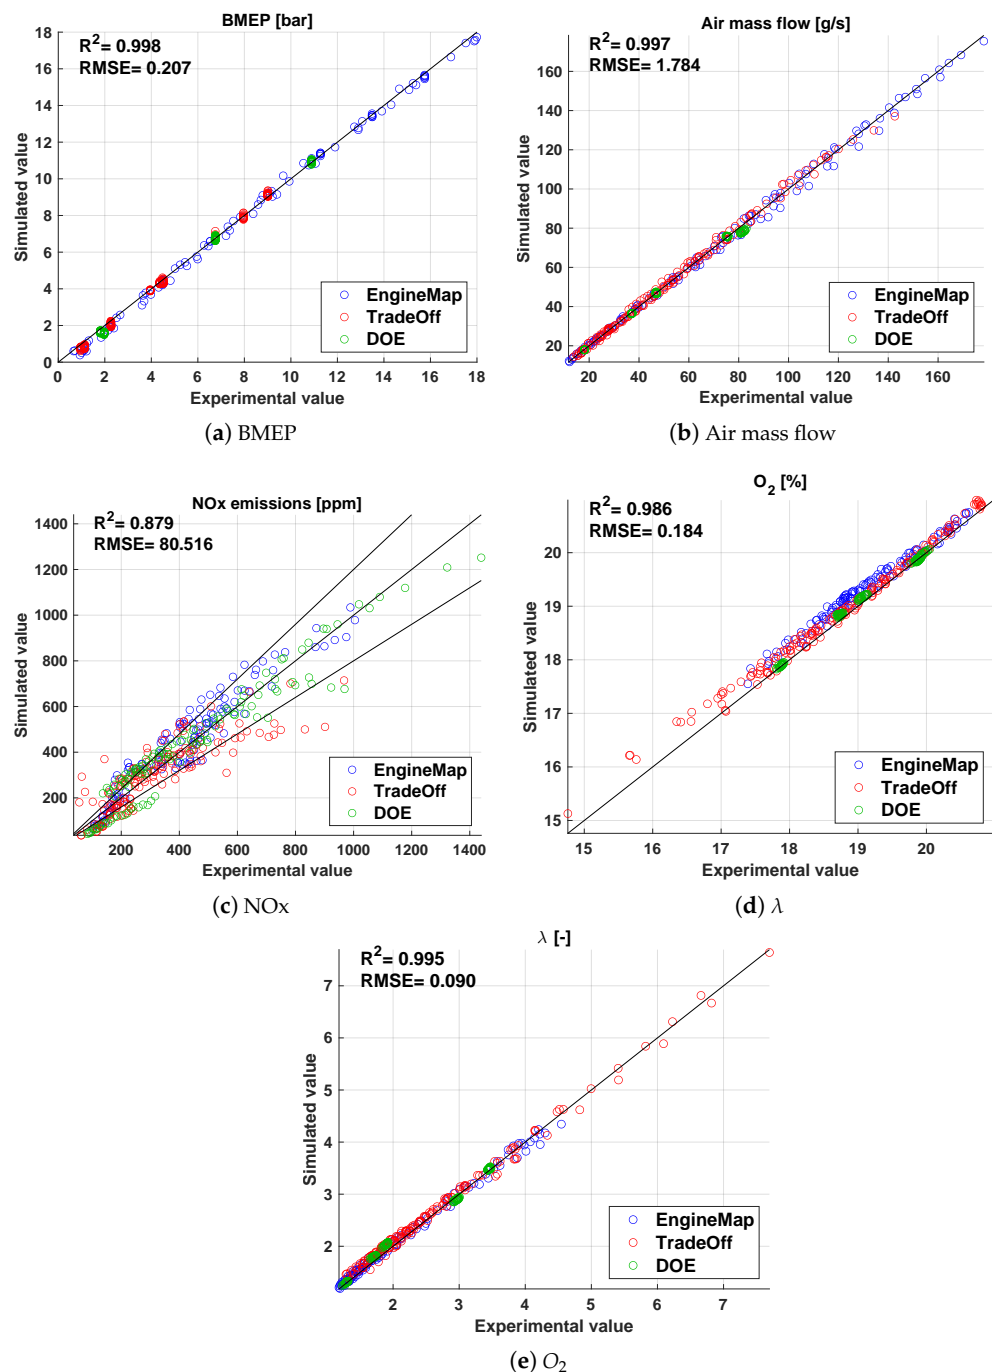 BMEP [bar]
R2= 0.998
RMSE= 0.207
18
16
14
12
10
8
6
4
2
0
Simulated value
EngineMap
TradeOff
DOE
0 2 4 6 8 10 12 14 16 18
Experimental value
(a) BMEP
Air mass flow [g/s]
R2= 0.997
RMSE= 1.784
160
140
120
100
80
60
40
20
Simulated value
EngineMap
TradeOff
DOE
20 40 60 80 100 120 140 160
Experimental value
(b) Air mass flow
NOx emissions [ppm]
R2= 0.879
RMSE= 80.516
1400
1200
1000
800
600
400
200
Simulated value
EngineMap
TradeOff
DOE
200 400 600 800 1000 1200 1400
Experimental value
(c) NOx
O2 [%]
R2= 0.986
RMSE= 0.184
20
19
18
17
16
15
Simulated value
EngineMap
TradeOff
DOE
15 16 17 18 19 20
Experimental value
(d) λ
λ [-]
R2= 0.995
RMSE= 0.090
7
6
5
4
3
2
Simulated value
EngineMap
TradeOff
DOE
2 3 4 5 6 7
Experimental value
(e) O2